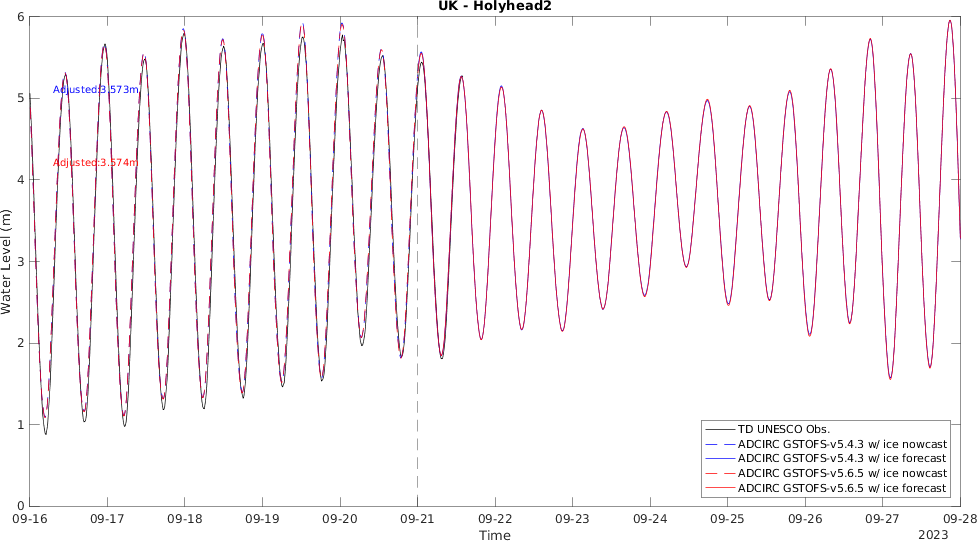 UK - Holyhead2
6
5
4
3
2
1
0
Water Level (m)
Adjusted:3.573m
Adjusted:3.574m
TD UNESCO Obs.
ADCIRC GSTOFS-v5.4.3 w/ ice nowcast
ADCIRC GSTOFS-v5.4.3 w/ ice forecast
ADCIRC GSTOFS-v5.6.5 w/ ice nowcast
ADCIRC GSTOFS-v5.6.5 w/ ice forecast
09-16 09-17 09-18 09-19 09-20 09-21 09-22 09-23 09-24 09-25 09-26 09-27 09-28
Time
2023